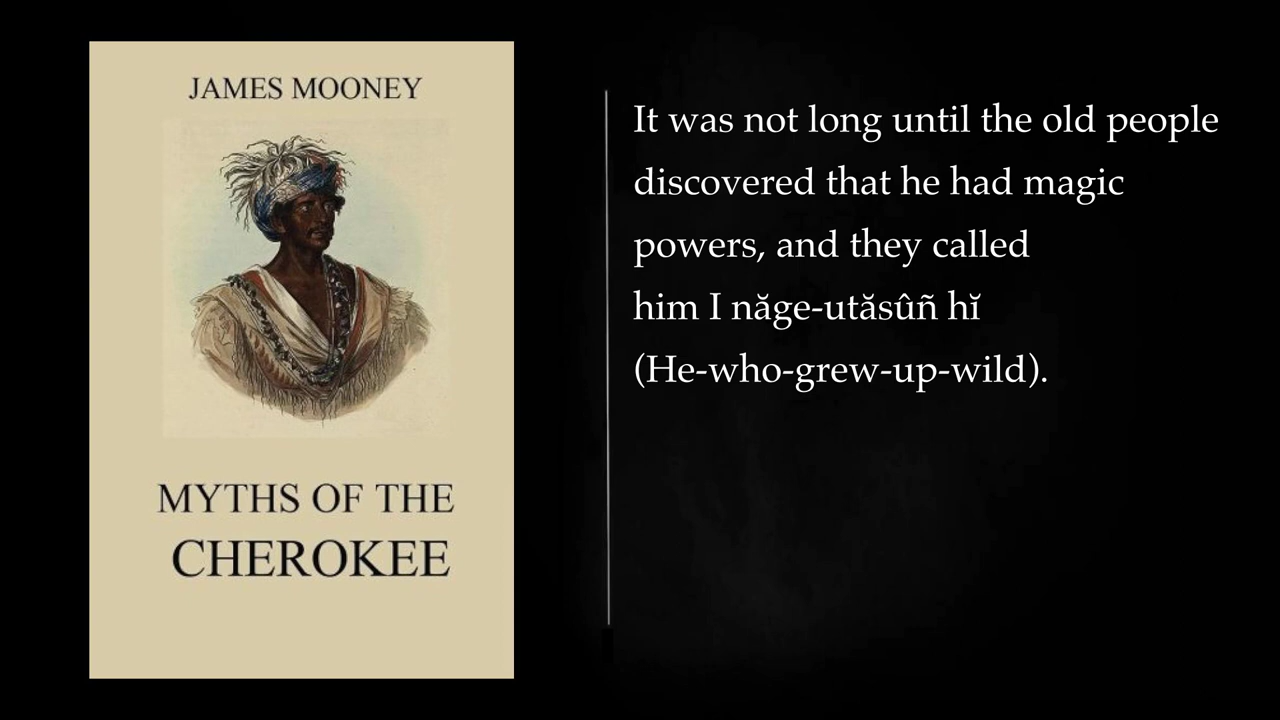 JAMES MOONEY
MYTHS OF THE
CHEROKEE
It was not long until the old people
discovered that he had magic
powers, and they called
him I năge-utăsûñ hĭ
(He-who-grew-up-wild).